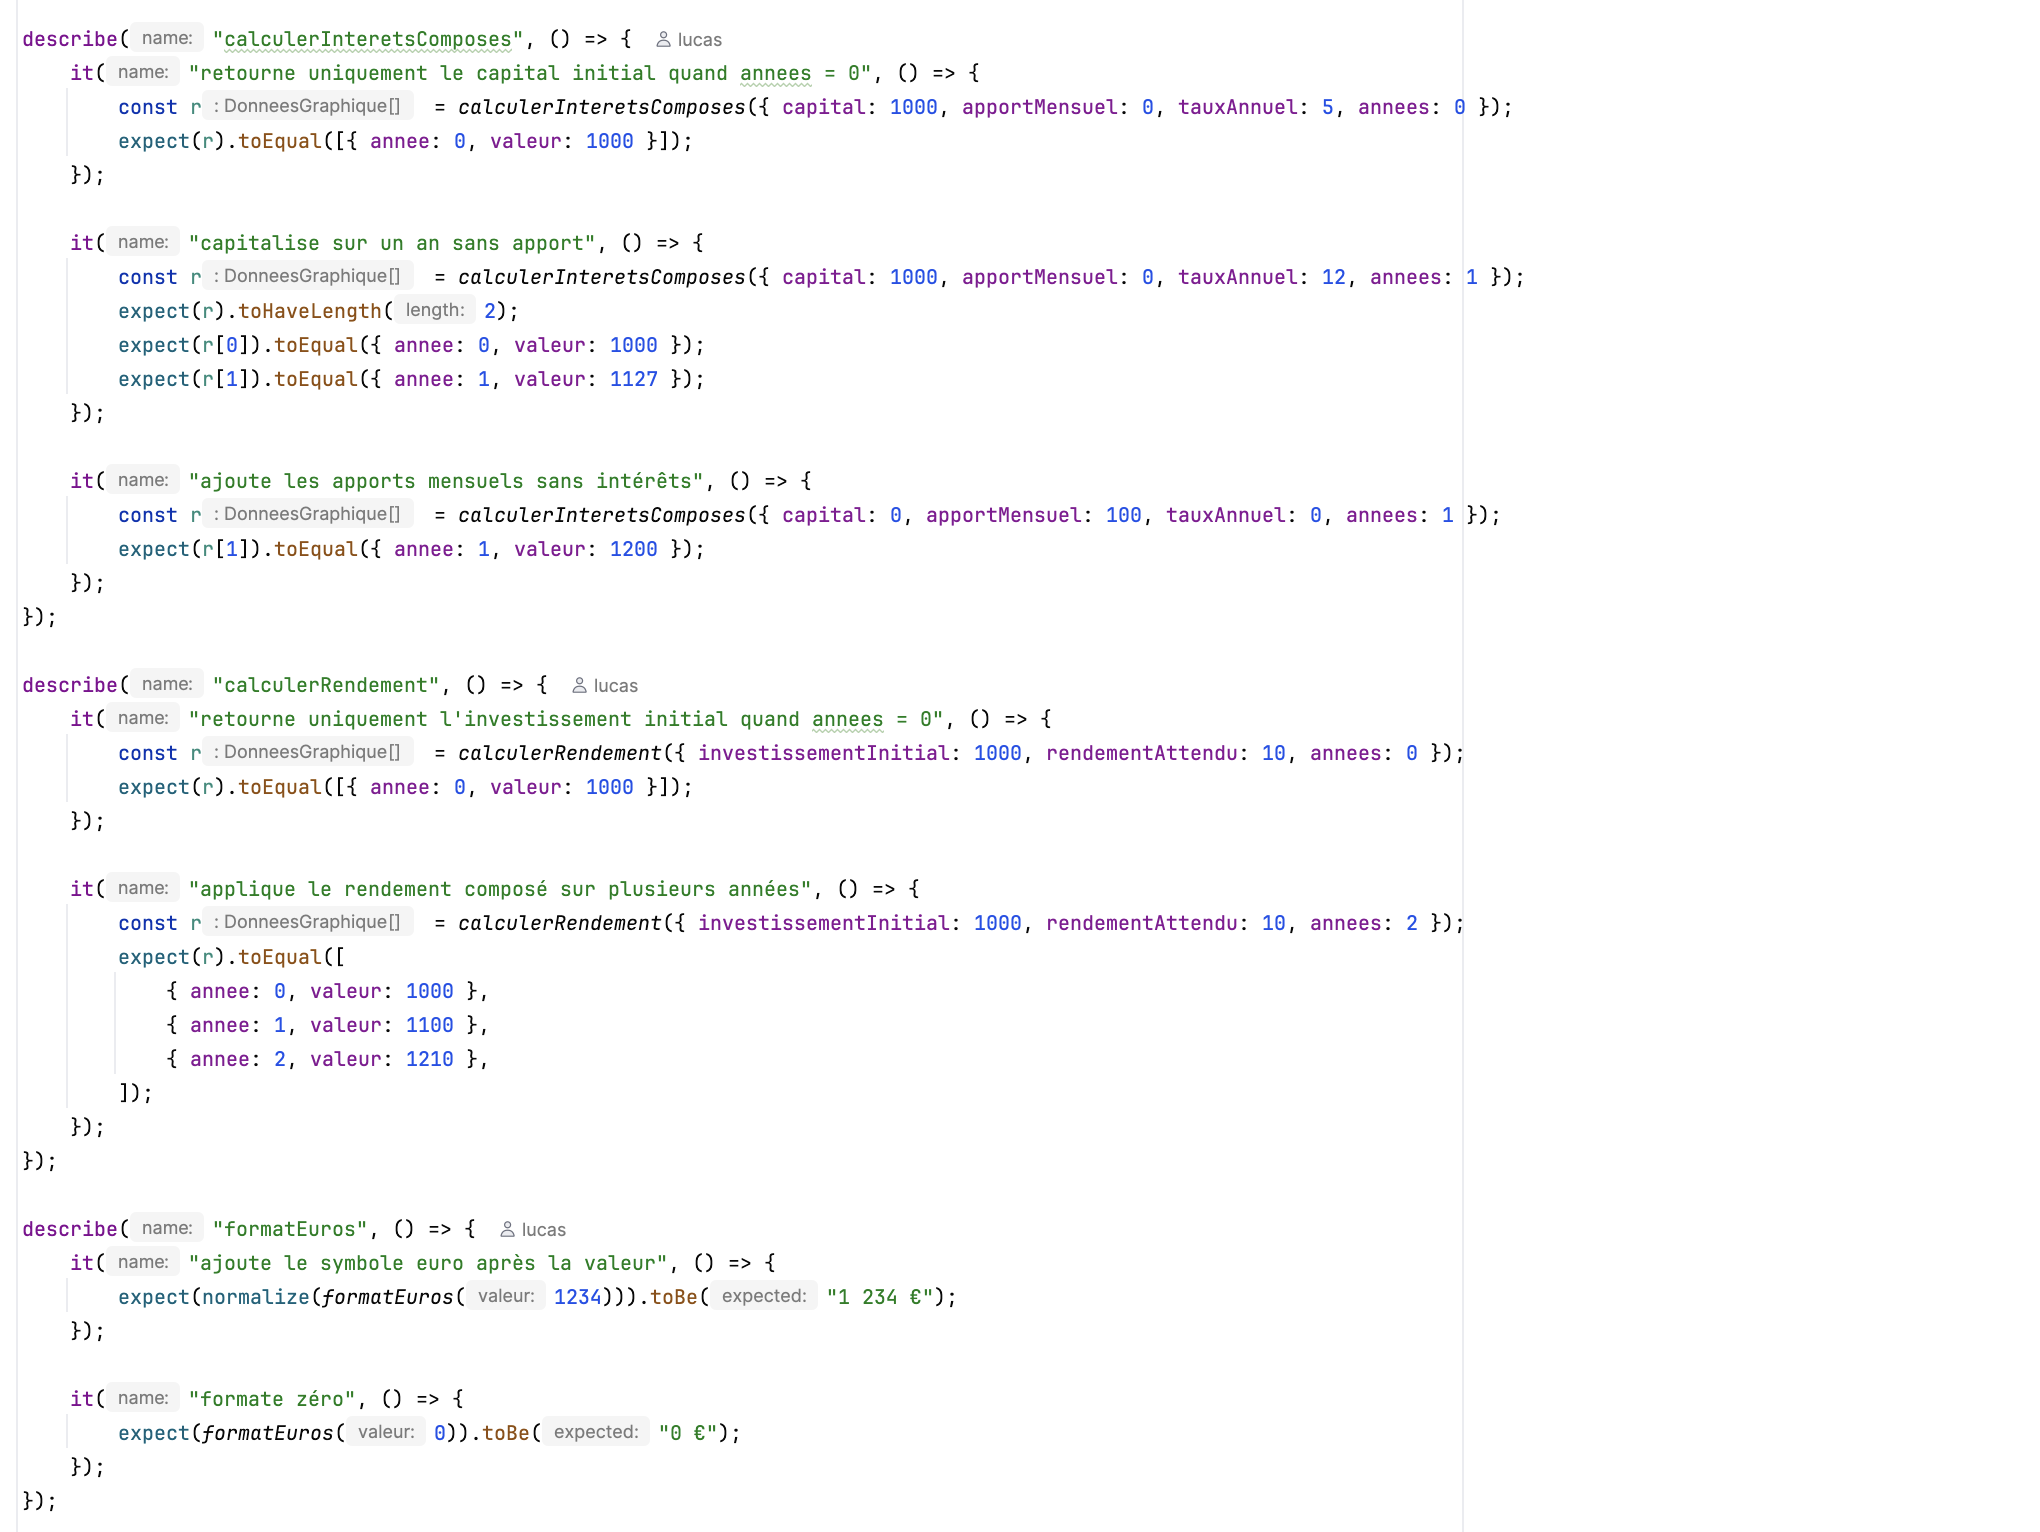 describe( name: "calculerInteretsComposes", () => { lucas
it( name: "retourne uniquement le capital initial quand annees = 0", () => {
const r : DonneesGraphique[] = calculerInteretsComposes({ capital: 1000, apportMensuel: 0, tauxAnnuel: 5, annees: 0 });
expect(r).toEqual([{ annee: 0, valeur: 1000 }]);
});
it( name: "capitalise sur un an sans apport", () => {
const r : DonneesGraphique[] = calculerInteretsComposes({ capital: 1000, apportMensuel: 0, tauxAnnuel: 12, annees: 1 });
expect(r).toHaveLength( length: 2);
expect(r[0]).toEqual({ annee: 0, valeur: 1000 });
expect(r[1]).toEqual({ annee: 1, valeur: 1127 });
});
it( name: "ajoute les apports mensuels sans intérêts", () => {
const r : DonneesGraphique[] = calculerInteretsComposes({ capital: 0, apportMensuel: 100, tauxAnnuel: 0, annees: 1 });
expect(r[1]).toEqual({ annee: 1, valeur: 1200 });
});
});
describe( name: "calculerRendement", () => { lucas
it( name: "retourne uniquement l'investissement initial quand annees = 0", () => {
const r : DonneesGraphique[] = calculerRendement({ investissementInitial: 1000, rendementAttendu: 10, annees: 0 });
expect(r).toEqual([{ annee: 0, valeur: 1000 }]);
});
it( name: "applique le rendement composé sur plusieurs années", () => {
const r : DonneesGraphique[] = calculerRendement({ investissementInitial: 1000, rendementAttendu: 10, annees: 2 });
expect(r).toEqual([
{ annee: 0, valeur: 1000 },
{ annee: 1, valeur: 1100 },
{ annee: 2, valeur: 1210 },
]);
});
});
describe( name: "formatEuros", () => { lucas
it( name: "ajoute le symbole euro après la valeur", () => {
expect(normalize(formatEuros( valeur: 1234))).toBe( expected: "1 234 €");
});
it( name: "formate zéro", () => {
expect(formatEuros( valeur: 0)).toBe( expected: "0 €");
});
});